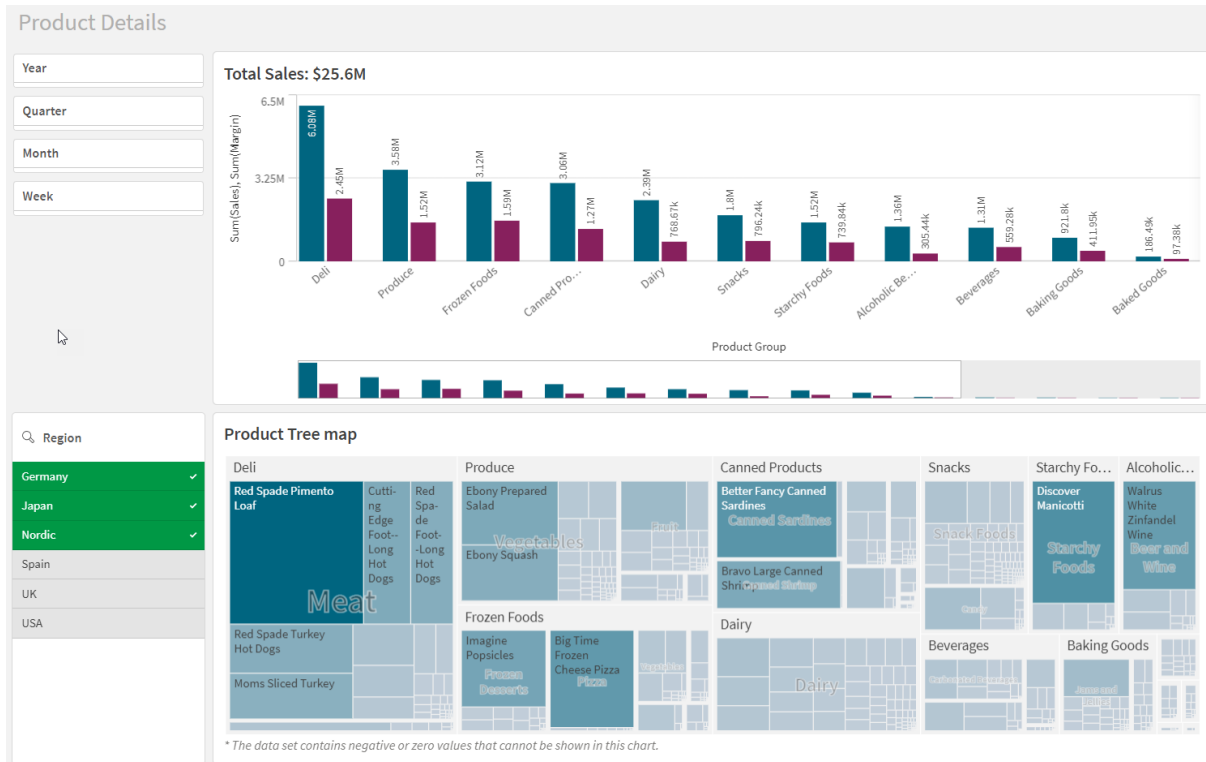 Product Details
Year
Quarter
Month
Week
Total Sales: $25.6M
Sum(Sales), Sum(Margin)
6.5M
3.25M
0
6.08M
2.45M
3.58M
1.52M
3.12M
1.59M
3.06M
1.27M
2.39M
768.67k
1.8M
796.24k
1.52M
739.84k
1.36M
305.44k
1.31M
559.28k
921.8k
411.95k
186.49k
97.38k
Deli
Produce
Frozen Foods
Canned Pro...
Dairy
Snacks
Starchy Foods
Alcoholic Be...
Beverages
Baking Goods
Baked Goods
Product Group
Region
Germany
Japan
Nordic
Spain
UK
USA
Product Tree map
Deli
Red Spade Pimento
Loaf
Cutti-
ng
Edge
Foot--
Long
Hot
Dogs
Red
Spa-
de
Foot-
-Long
Hot
Dogs
Meat
Red Spade Turkey
Hot Dogs
Moms Sliced Turkey
Produce
Ebony Prepared
Salad
Vegetables
Ebony Squash
Fruit
Frozen Foods
Imagine
Popsicles
Frozen
Desserts
Big Time
Frozen
Cheese Pizza
Pizza
Vegetables
Canned Products
Better Fancy Canned
Sardines
Canned Sardines
Bravo Large Canned
Shrimp
Canned Shrimp
Dairy
Dairy
Snacks
Snack Foods
Candy
Starchy Fo...
Discover
Manicotti
Starchy
Foods
Alcoholic...
Walrus
White
Zinfandel
Wine
Beer and
Wine
Beverages
Carbonated Beverages
Baking Goods
Jams and
* The data set contains negative or zero values that cannot be shown in this chart.